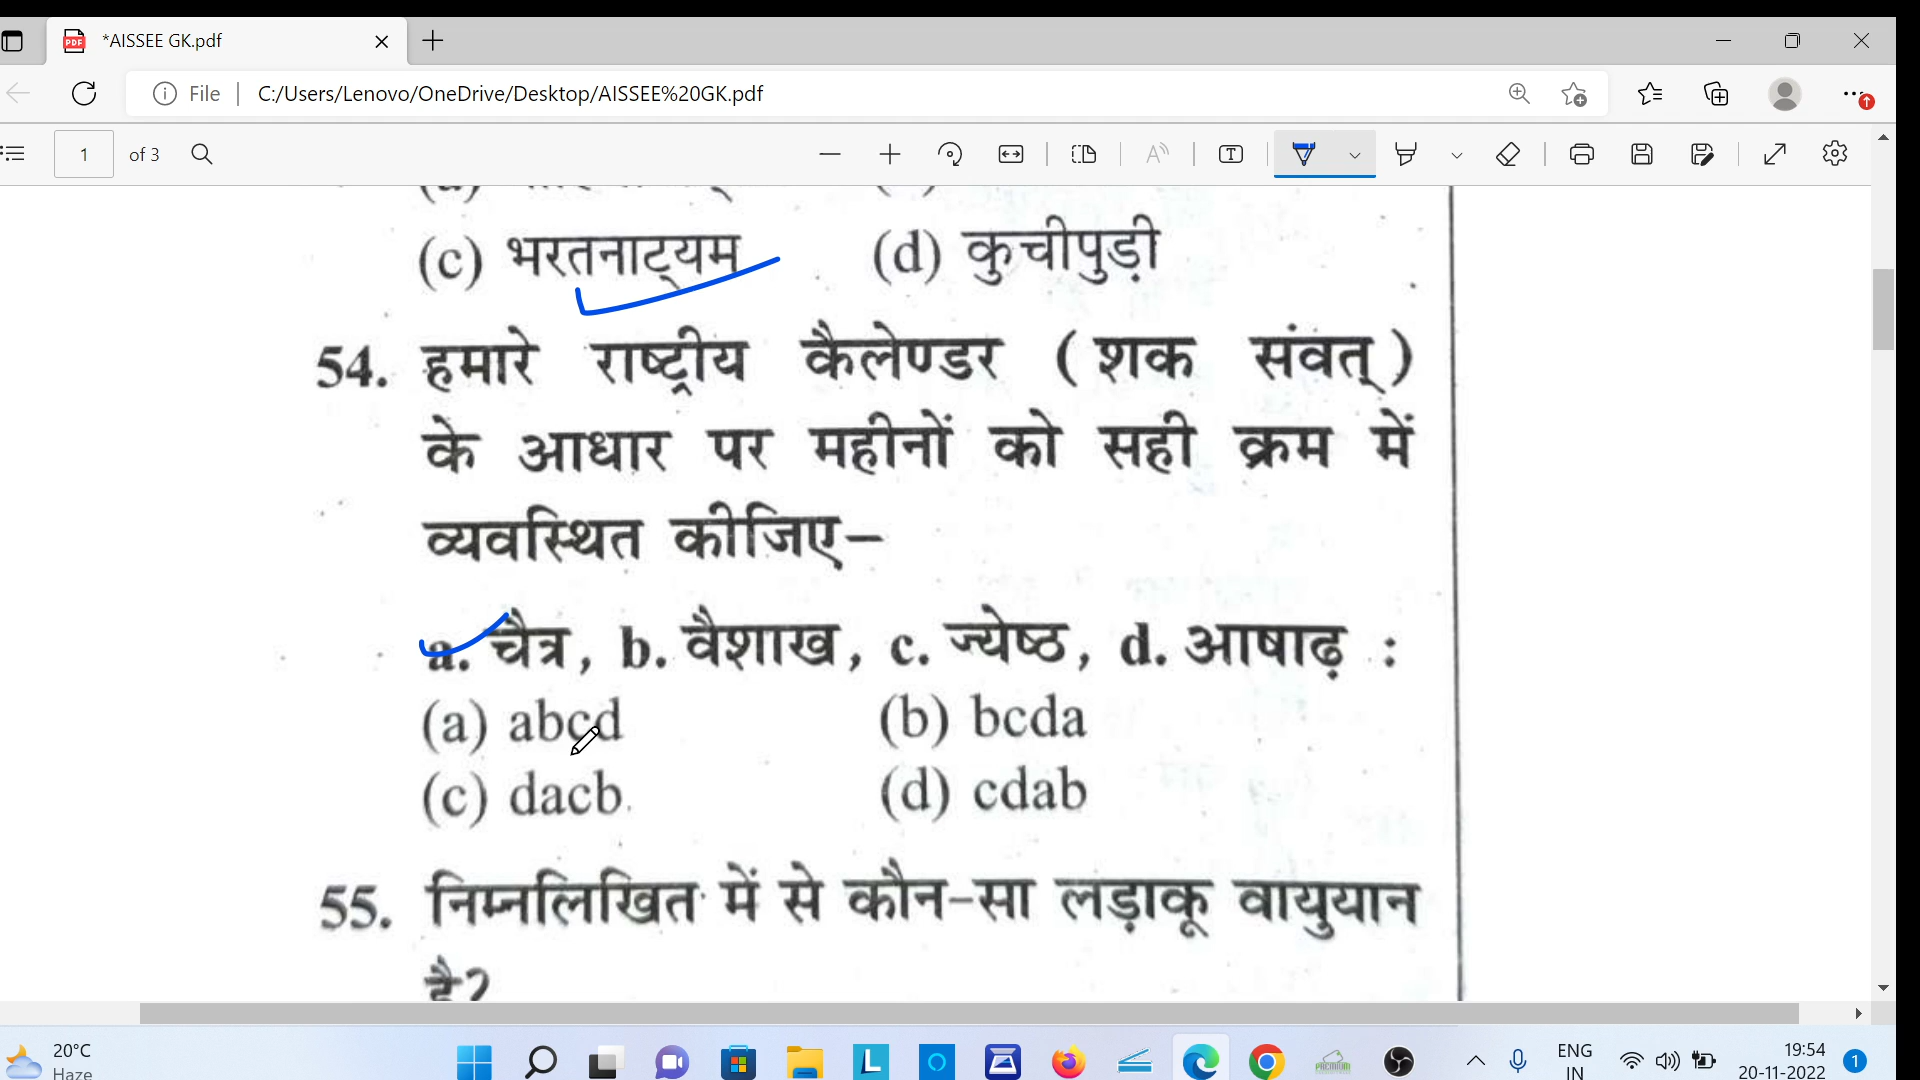 *AISSEE GK.pdf
File C:/Users/Lenovo/OneDrive/Desktop/AISSEE%20GK.pdf
1 of 3
(c) भरतनाट्यम (d) कुचीपुड़ी
54. हमारे राष्ट्रीय कैलेण्डर (शक संवत्)
के आधार पर महीनों को सही क्रम में
व्यवस्थित कीजिए–
a. चैत्र, b. वैशाख, c. ज्येष्ठ, d. आषाढ़ :
(a) abcd (b) bcda
(c) dacb. (d) cdab
55. निम्नलिखित में से कौन-सा लड़ाकू वायुयान
है?
20°C
Haze
ENG
IN
19:54
20-11-2022
1